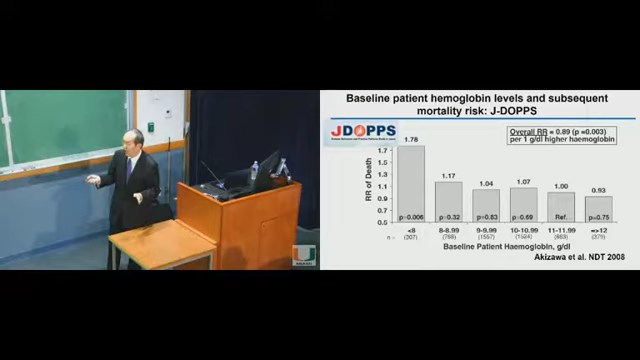 Baseline patient hemoglobin levels and subsequent
mortality risk: J-DOPPS
JDOPPS
Overall RR = 0.89 (p =0.003)
per 1 g/dl higher haemoglobin
RR of Death
1.7
1.5
1.3
1.1
0.9
0.7
0.5
1.78
1.17
1.04
1.07
1.00
0.93
p=0.006
p=0.32
p=0.83
p=0.69
Ref.
p=0.75
<8
8-8.99
9-9.99
10-10.99
11-11.99
=>12
n =
(307)
(768)
(1557)
(1504)
(883)
(375)
Baseline Patient Haemoglobin, g/dl
Akizawa et al. NDT 2008
U